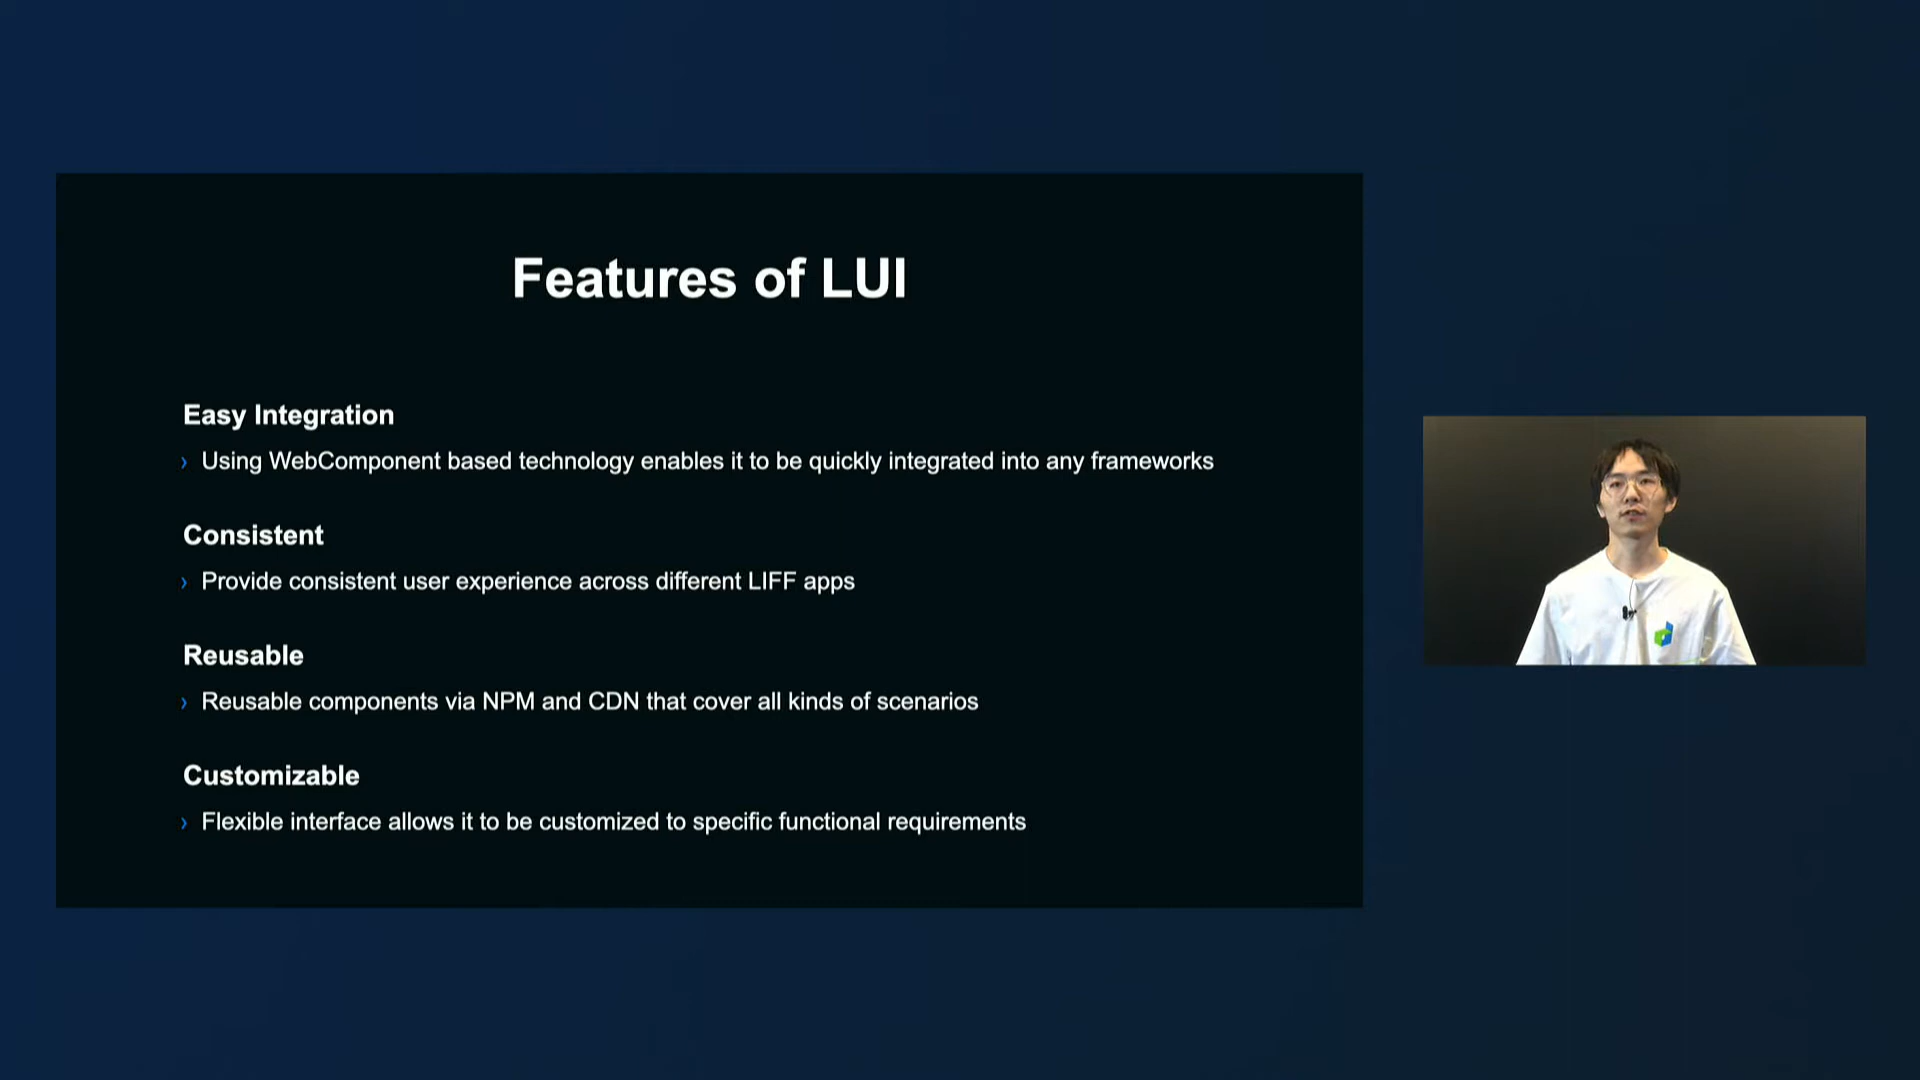 Features of LUI
Easy Integration
› Using WebComponent based technology enables it to be quickly integrated into any frameworks
Consistent
› Provide consistent user experience across different LIFF apps
Reusable
› Reusable components via NPM and CDN that cover all kinds of scenarios
Customizable
› Flexible interface allows it to be customized to specific functional requirements